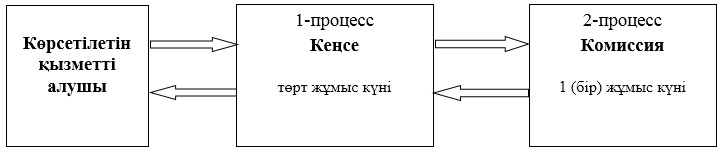 Көрсетілетін
қызметті
алушы
1-процесс
Кеңсе
төрт жұмыс күні
2-процесс
Комиссия
1 (бір) жұмыс күні